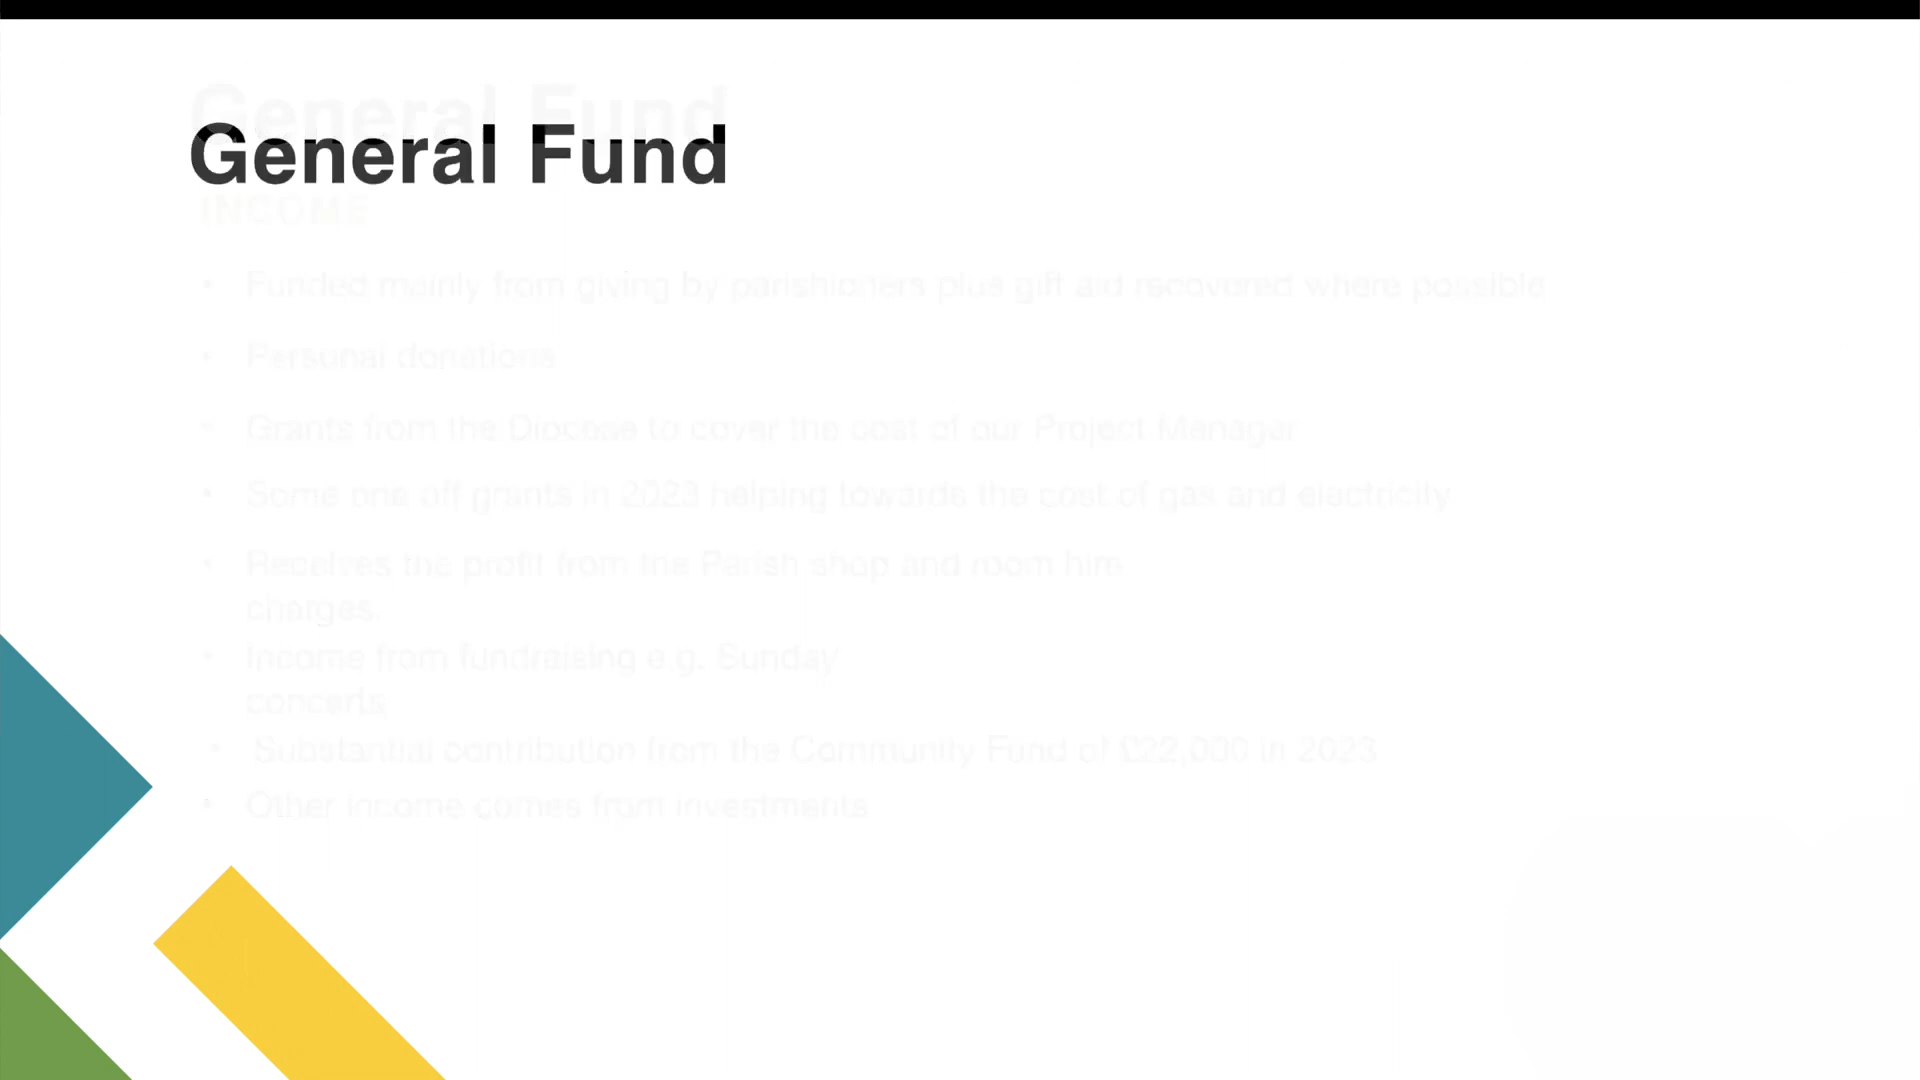 General Fund
General Fund
INCOME
• Funded mainly from giving by parishioners plus gift aid recovered where possible
• Personal donations
• Grants from the Diocese to cover the cost of our Project Manager
• Some one off grants in 2023 helping towards the cost of gas and electricity
• Receives the profit from the Parish shop and room hire
charges.
• Income from fundraising e.g. Sunday
concerts
• Substantial contribution from the Community Fund of £22,000 in 2023
• Other income comes from investments